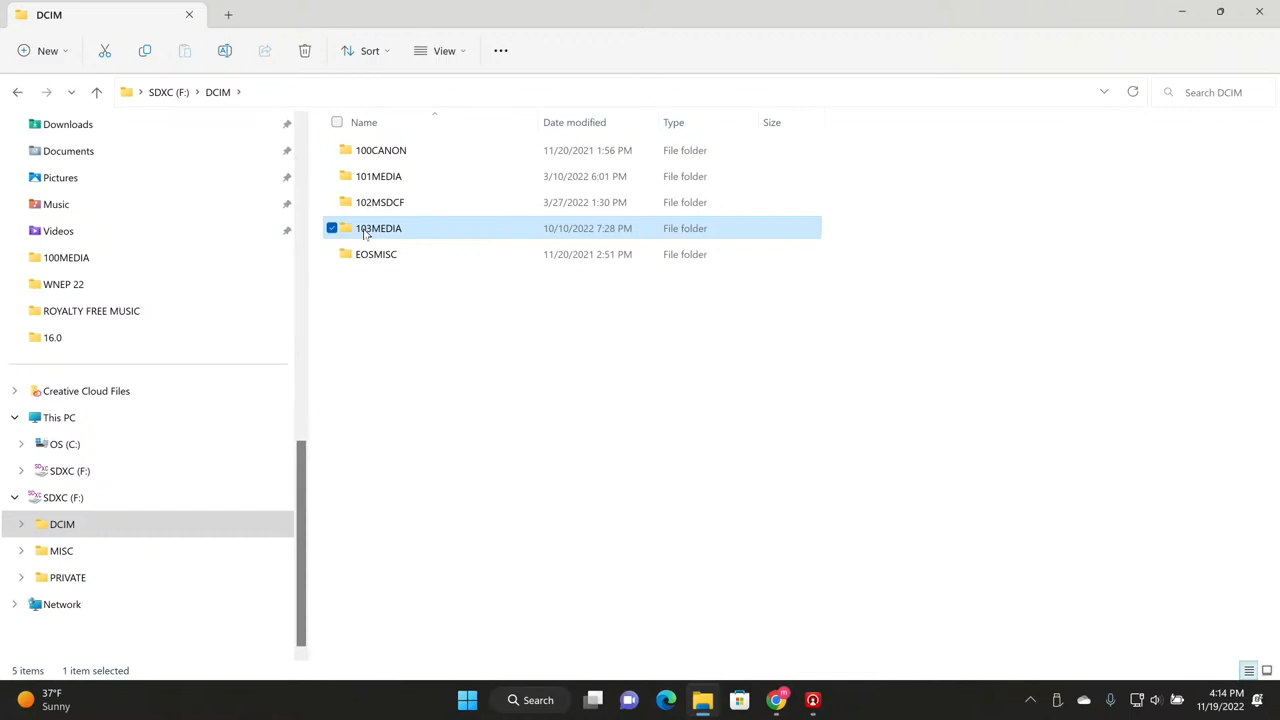 DCIM
New
Sort
View
SDXC (F:)
DCIM
Search DCIM
Downloads
Documents
Pictures
Music
Videos
100MEDIA
WNEP 22
ROYALTY FREE MUSIC
16.0
Creative Cloud Files
This PC
OS (C:)
SDXC (F:)
SDXC (F:)
DCIM
MISC
PRIVATE
Network
Name Date modified Type Size
100CANON 11/20/2021 1:56 PM File folder
101MEDIA 3/10/2022 6:01 PM File folder
102MSDCF 3/27/2022 1:30 PM File folder
103MEDIA 10/10/2022 7:28 PM File folder
EOSMISC 11/20/2021 2:51 PM File folder
5 items 1 item selected
37°F
Sunny
Search
4:14 PM
11/19/2022